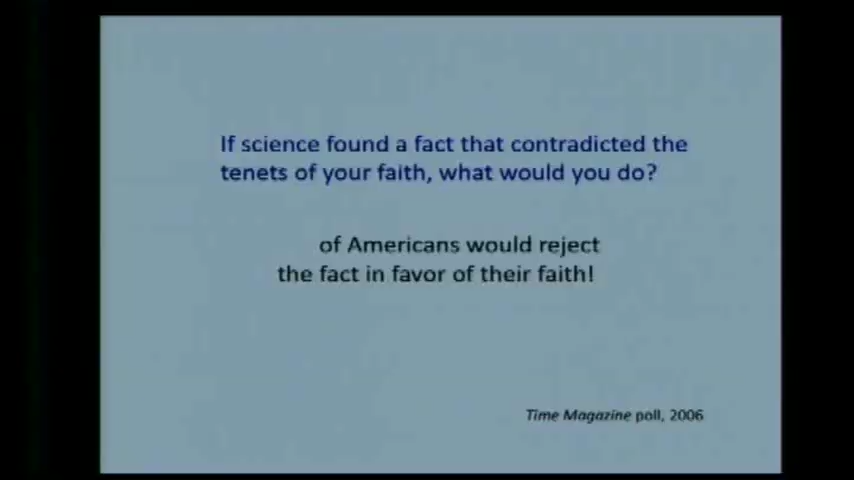 If science found a fact that contradicted the
tenets of your faith, what would you do?
of Americans would reject
the fact in favor of their faith!
Time Magazine poll, 2006